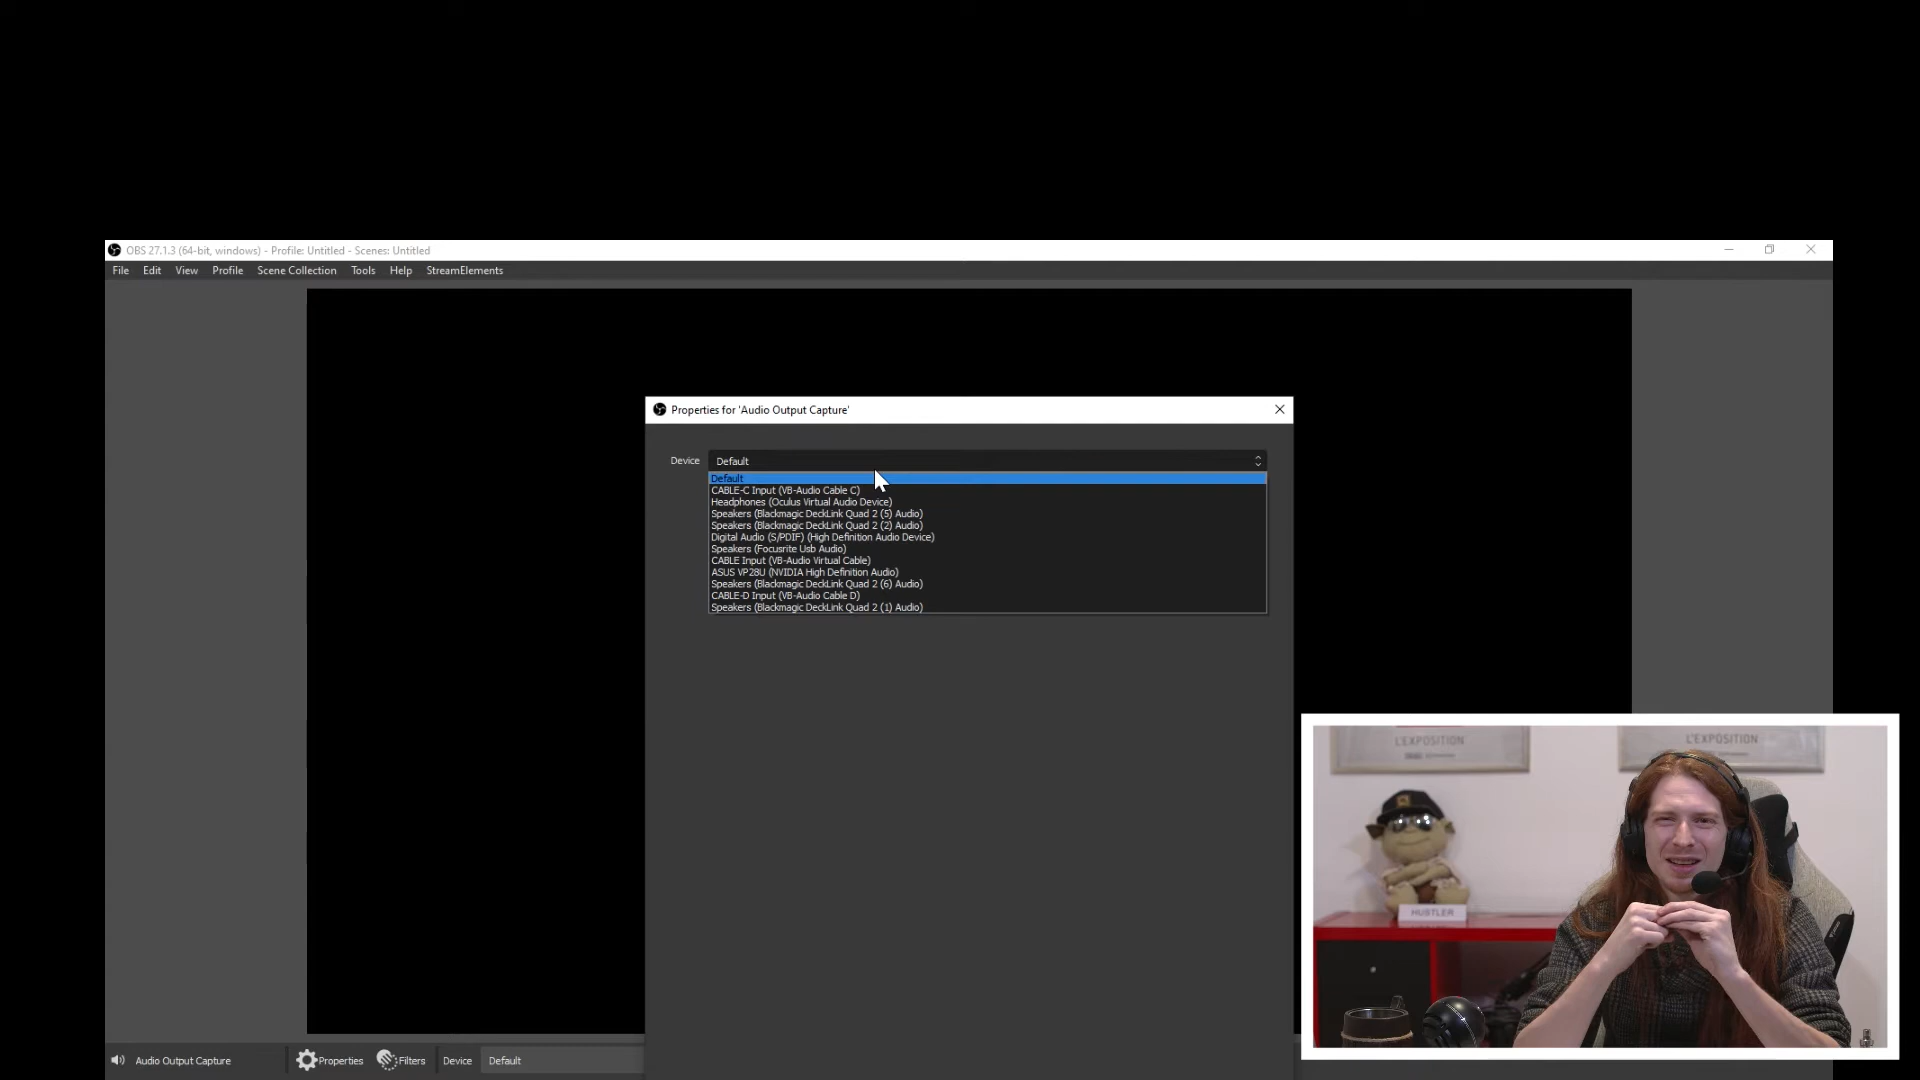 OBS 27.1.3 (64-bit, windows) - Profile: Untitled - Scenes: Untitled
File Edit View Profile Scene Collection Tools Help StreamElements
Properties for 'Audio Output Capture'
Device Default
Default
CABLE-C Input (VB-Audio Cable C)
Headphones (Oculus Virtual Audio Device)
Speakers (Blackmagic DeckLink Quad 2 (5) Audio)
Speakers (Blackmagic DeckLink Quad 2 (2) Audio)
Digital Audio (S/PDIF) (High Definition Audio Device)
Speakers (Focusrite Usb Audio)
CABLE Input (VB-Audio Virtual Cable)
ASUS VP28U (NVIDIA High Definition Audio)
Speakers (Blackmagic DeckLink Quad 2 (6) Audio)
CABLE-D Input (VB-Audio Cable D)
Speakers (Blackmagic DeckLink Quad 2 (1) Audio)
L'EXPOSITION
L'EXPOSITION
HUSTLER
Audio Output Capture Properties Filters Device Default